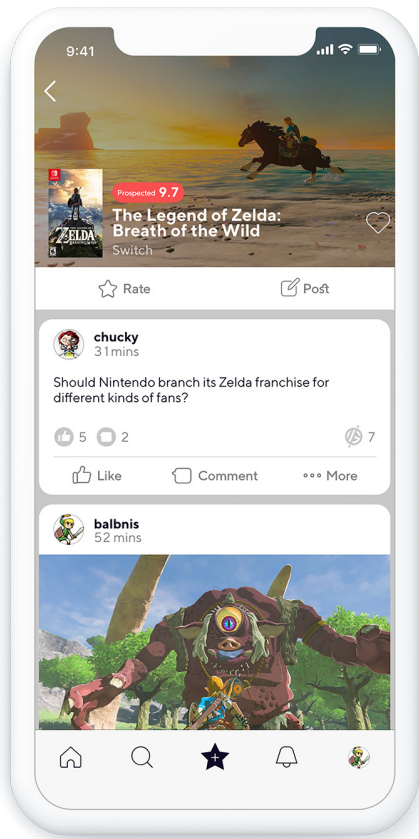 9:41
Prospected 9.7
The Legend of Zelda:
Breath of the Wild
Switch
ZELDA
Rate
Post
chucky
31mins
Should Nintendo branch its Zelda franchise for
different kinds of fans?
5
2
7
Like
Comment
More
balbnis
52 mins